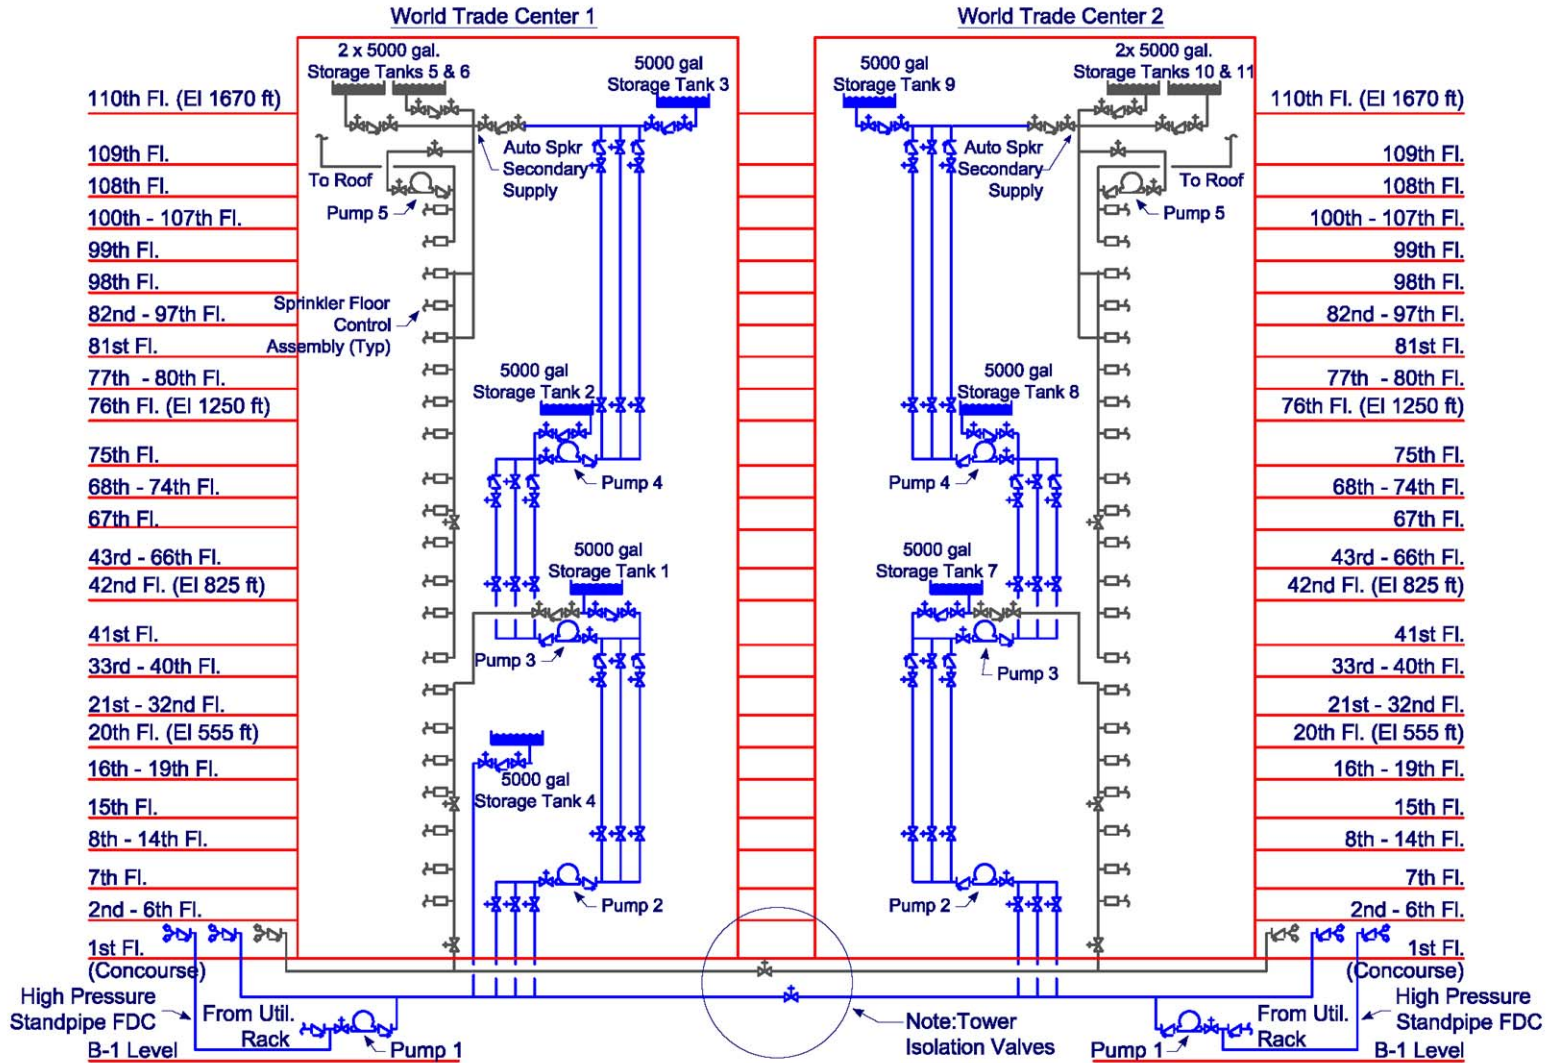 World Trade Center 1
World Trade Center 2
2 x 5000 gal.
Storage Tanks 5 & 6
5000 gal
Storage Tank 3
5000 gal
Storage Tank 9
2x 5000 gal.
Storage Tanks 10 & 11
110th Fl. (El 1670 ft)
109th Fl.
108th Fl.
100th - 107th Fl.
99th Fl.
98th Fl.
82nd - 97th Fl.
81st Fl.
77th - 80th Fl.
76th Fl. (El 1250 ft)
75th Fl.
68th - 74th Fl.
67th Fl.
43rd - 66th Fl.
42nd Fl. (El 825 ft)
41st Fl.
33rd - 40th Fl.
21st - 32nd Fl.
20th Fl. (El 555 ft)
16th - 19th Fl.
15th Fl.
8th - 14th Fl.
7th Fl.
2nd - 6th Fl.
1st Fl.
(Concourse)
High Pressure
Standpipe FDC
From Util.
Rack
B-1 Level
Pump 1
To Roof
Pump 5
Auto Spkr
Secondary
Supply
Sprinkler Floor
Control
Assembly (Typ)
5000 gal
Storage Tank 2
Pump 4
5000 gal
Storage Tank 1
Pump 3
5000 gal
Storage Tank 4
Pump 2
Note:Tower
Isolation Valves
Auto Spkr
Secondary
Supply
To Roof
Pump 5
5000 gal
Storage Tank 8
Pump 4
5000 gal
Storage Tank 7
Pump 3
Pump 2
110th Fl. (El 1670 ft)
109th Fl.
108th Fl.
100th - 107th Fl.
99th Fl.
98th Fl.
82nd - 97th Fl.
81st Fl.
77th - 80th Fl.
76th Fl. (El 1250 ft)
75th Fl.
68th - 74th Fl.
67th Fl.
43rd - 66th Fl.
42nd Fl. (El 825 ft)
41st Fl.
33rd - 40th Fl.
21st - 32nd Fl.
20th Fl. (El 555 ft)
16th - 19th Fl.
15th Fl.
8th - 14th Fl.
7th Fl.
2nd - 6th Fl.
1st Fl.
(Concourse)
From Util.
Rack
High Pressure
Standpipe FDC
Pump 1
B-1 Level